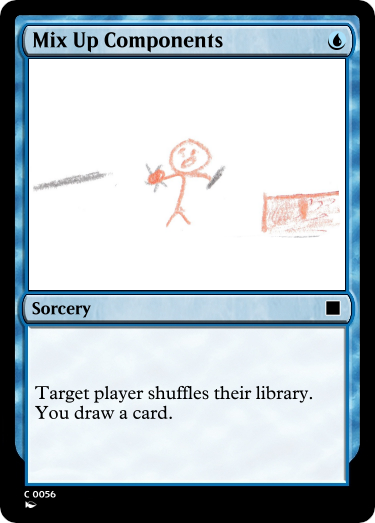 Mix Up Components
Sorcery
Target player shuffles their library.
You draw a card.
C 0056